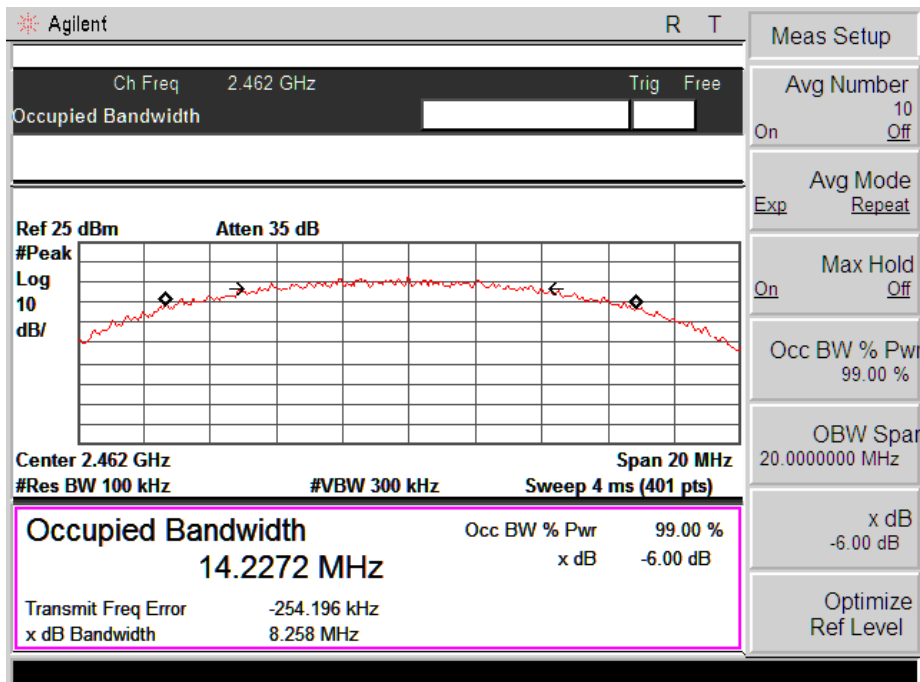 Agilent R T
Ch Freq 2.462 GHz Trig Free
Occupied Bandwidth
Ref 25 dBm Atten 35 dB
#Peak
Log
10
dB/
Center 2.462 GHz Span 20 MHz
#Res BW 100 kHz #VBW 300 kHz Sweep 4 ms (401 pts)
Occupied Bandwidth Occ BW % Pwr 99.00 %
14.2272 MHz x dB -6.00 dB
Transmit Freq Error -254.196 kHz
x dB Bandwidth 8.258 MHz
Meas Setup
Avg Number
10
On Off
Avg Mode
Exp Repeat
Max Hold
On Off
Occ BW % Pwr
99.00 %
OBW Span
20.0000000 MHz
x dB
-6.00 dB
Optimize
Ref Level